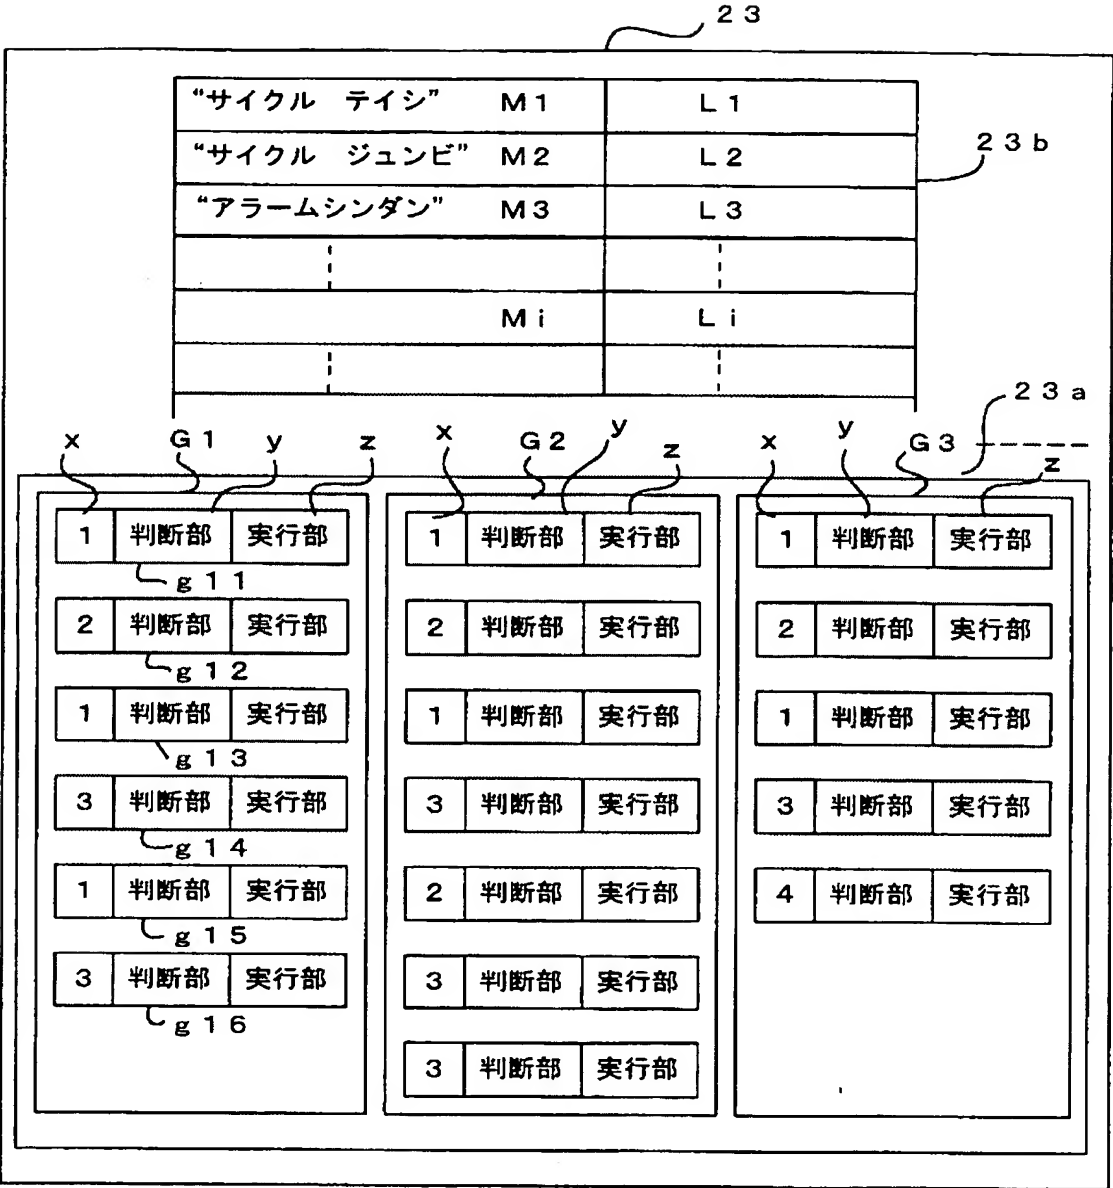 23
“サイクル テイシ” M1 L1
“サイクル ジュンビ” M2 L2
23b
“アラームシンダン” M3 L3
Mi Li
23a
x G1 y z x G2 y z x y G3 z
1 判断部 実行部 1 判断部 実行部 1 判断部 実行部
g11
2 判断部 実行部 2 判断部 実行部 2 判断部 実行部
g12
1 判断部 実行部 1 判断部 実行部 1 判断部 実行部
g13
3 判断部 実行部 3 判断部 実行部 3 判断部 実行部
g14
1 判断部 実行部 2 判断部 実行部 4 判断部 実行部
g15
3 判断部 実行部 3 判断部 実行部
g16
3 判断部 実行部